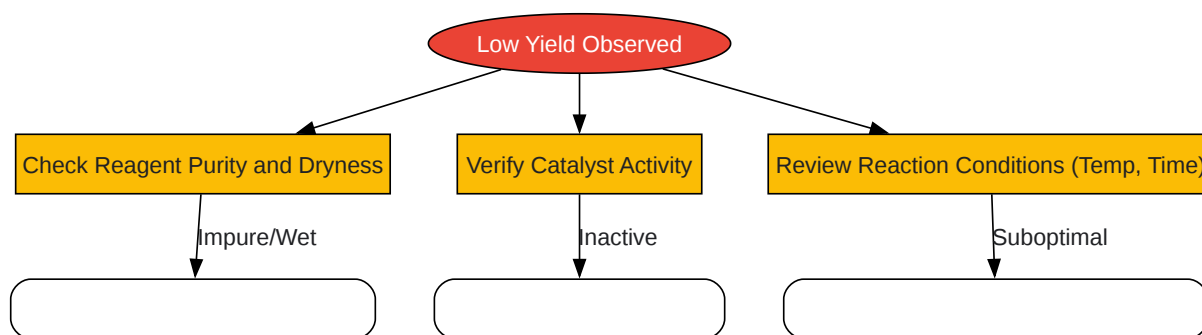 Low Yield Observed
Check Reagent Purity and Dryness
Verify Catalyst Activity
Review Reaction Conditions (Temp, Time)
Impure/Wet
Inactive
Suboptimal